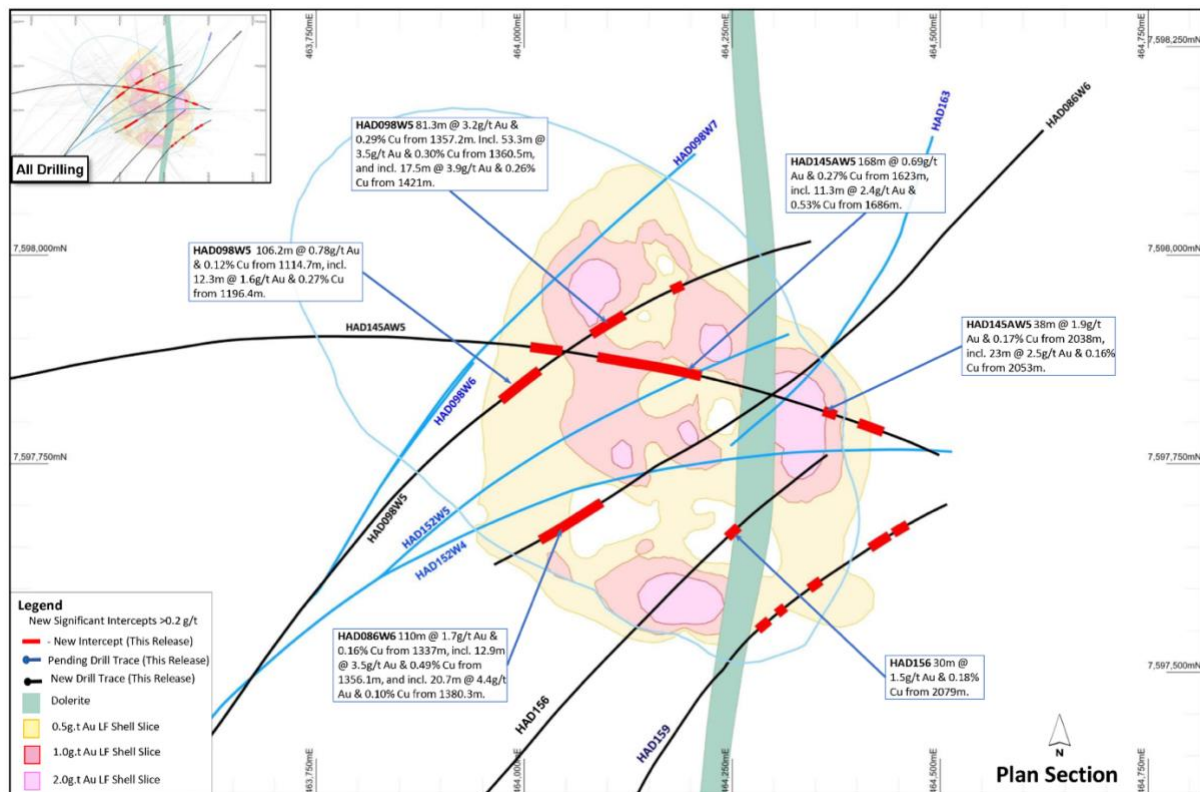 All Drilling
463,750mE
464,000mE
464,250mE
464,500mE
464,750mE
7,598,250mN
HAD098W5 81.3m @ 3.2g/t Au &
0.29% Cu from 1357.2m. Incl. 53.3m @
3.5g/t Au & 0.30% Cu from 1360.5m,
and incl. 17.5m @ 3.9g/t Au & 0.26%
Cu from 1421m.
HAD098W7
HAD163
HAD086W6
HAD145AW5 168m @ 0.69g/t
Au & 0.27% Cu from 1623m,
incl. 11.3m @ 2.4g/t Au &
0.53% Cu from 1686m.
7,598,000mN
7,598,000mN
HAD098W5 106.2m @ 0.78g/t Au
& 0.12% Cu from 1114.7m, incl.
12.3m @ 1.6g/t Au & 0.27% Cu
from 1196.4m.
HAD145AW5
HAD145AW5 38m @ 1.9g/t
Au & 0.17% Cu from 2038m,
incl. 23m @ 2.5g/t Au & 0.16%
Cu from 2053m.
HAD098W6
7,597,750mN
7,597,750mN
HAD098W5
HAD152W5
HAD152W4
Legend
New Significant Intercepts >0.2 g/t
- New Intercept (This Release)
Pending Drill Trace (This Release)
New Drill Trace (This Release)
Dolerite
0.5g.t Au LF Shell Slice
1.0g.t Au LF Shell Slice
2.0g.t Au LF Shell Slice
HAD086W6 110m @ 1.7g/t Au &
0.16% Cu from 1337m, incl. 12.9m
@ 3.5g/t Au & 0.49% Cu from
1356.1m, and incl. 20.7m @ 4.4g/t
Au & 0.10% Cu from 1380.3m.
HAD156 30m @
1.5g/t Au & 0.18%
Cu from 2079m.
7,597,500mN
HAD156
HAD159
463,750mE
464,000mE
464,250mE
464,500mE
464,750mE
N
Plan Section